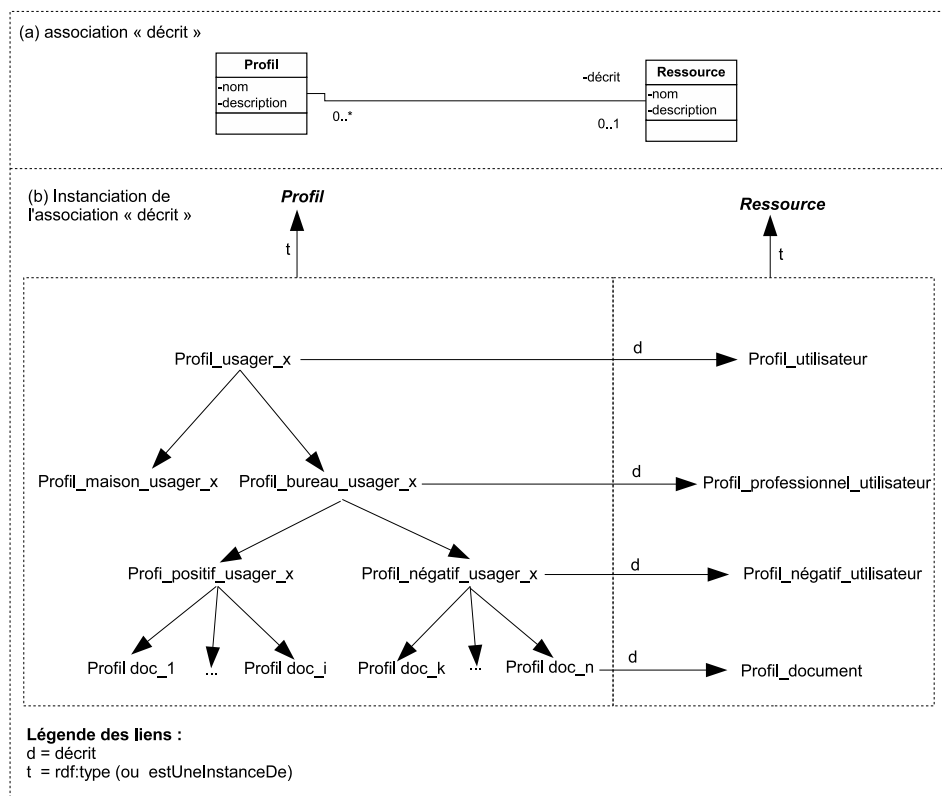 (a) association « décrit »
Profil
-nom
-description
-décrit
0..*
0..1
Ressource
-nom
-description
(b) Instanciation de
l'association « décrit »
Profil
Ressource
t
t
Profil_usager_x
d
Profil_utilisateur
Profil_maison_usager_x
Profil_bureau_usager_x
d
Profil_professionnel_utilisateur
Profi_positif_usager_x
Profil_négatif_usager_x
d
Profil_négatif_utilisateur
Profil doc_1
...
Profil doc_i
Profil doc_k
...
Profil doc_n
d
Profil_document
Légende des liens :
d = décrit
t = rdf:type (ou estUneInstanceDe)